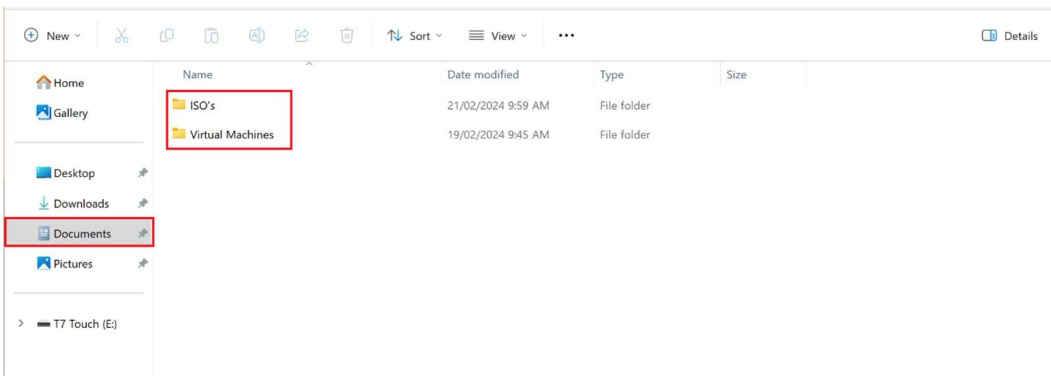 New Sort View ••• Details
Name Date modified Type Size
Home
Gallery
ISO's 21/02/2024 9:59 AM File folder
Virtual Machines 19/02/2024 9:45 AM File folder
Desktop
Downloads
Documents
Pictures
T7 Touch (E:)